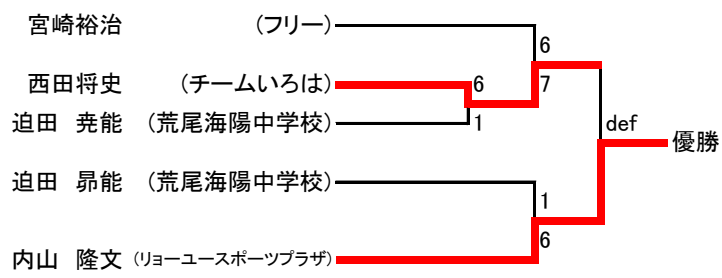 宮崎裕治 (フリー)
6
西田将史 (チームいろは)
6
7
迫田 尭能 (荒尾海陽中学校)
1
def
優勝
迫田 昴能 (荒尾海陽中学校)
1
6
内山 隆文 (リョーユースポーツプラザ)